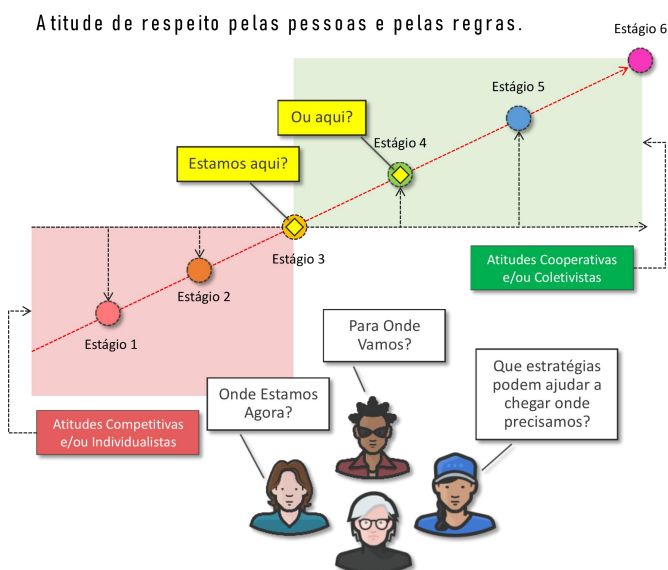 Atitude de respeito pelas pessoas e pelas regras.
Estágio 6
Estágio 5
Ou aqui?
Estágio 4
Estamos aqui?
Estágio 3
Atitudes Cooperativas
e/ou Coletivistas
Estágio 2
Estágio 1
Para Onde
Vamos?
Que estratégias
podem ajudar a
chegar onde
precisamos?
Onde Estamos
Agora?
Atitudes Competitivas
e/ou Individualistas